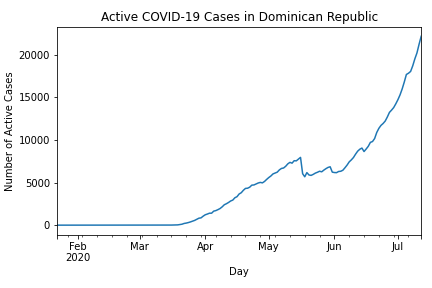 Active COVID-19 Cases in Dominican Republic
Number of Active Cases
20000
15000
10000
5000
0
Feb Mar Apr May Jun Jul
2020
Day